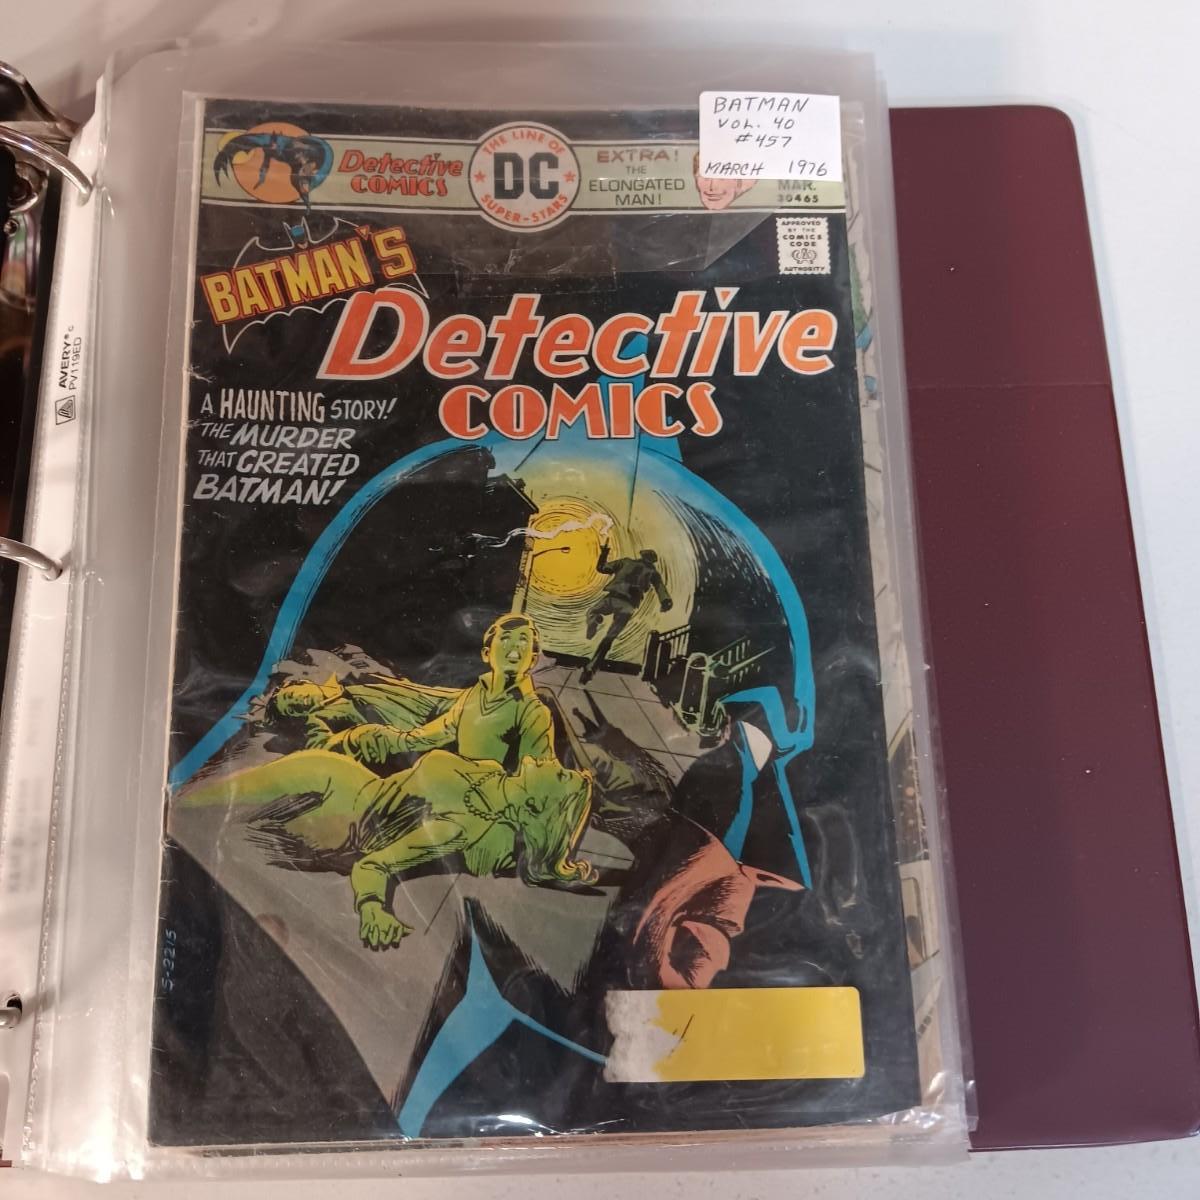 BATMAN
VOL. 40
#457
MARCH 1976
Detective
COMICS
THE LINE OF
DC
SUPER-STARS
EXTRA!
THE
ELONGATED
MAN!
MAR.
30465
APPROVED
BY THE
COMICS
CODE
AUTHORITY
BATMAN'S
Detective
COMICS
A HAUNTING STORY!
THE MURDER
THAT CREATED
BATMAN!
AVERY®
PV119ED
S-2215